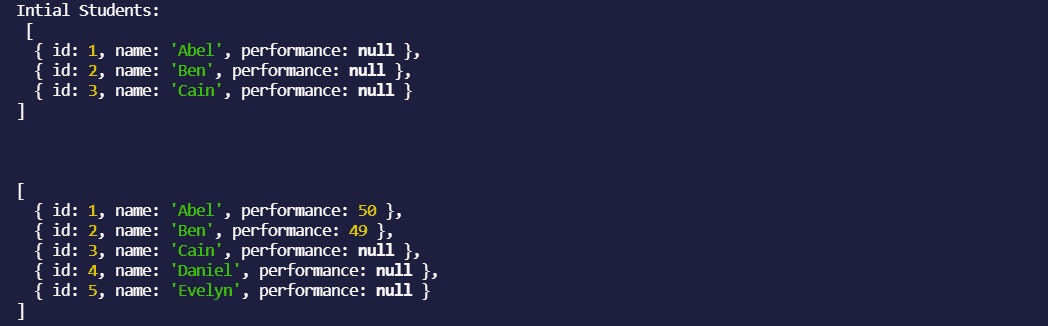 Intial Students:
[
{ id: 1, name: 'Abel', performance: null },
{ id: 2, name: 'Ben', performance: null },
{ id: 3, name: 'Cain', performance: null }
]
[
{ id: 1, name: 'Abel', performance: 50 },
{ id: 2, name: 'Ben', performance: 49 },
{ id: 3, name: 'Cain', performance: null },
{ id: 4, name: 'Daniel', performance: null },
{ id: 5, name: 'Evelyn', performance: null }
]